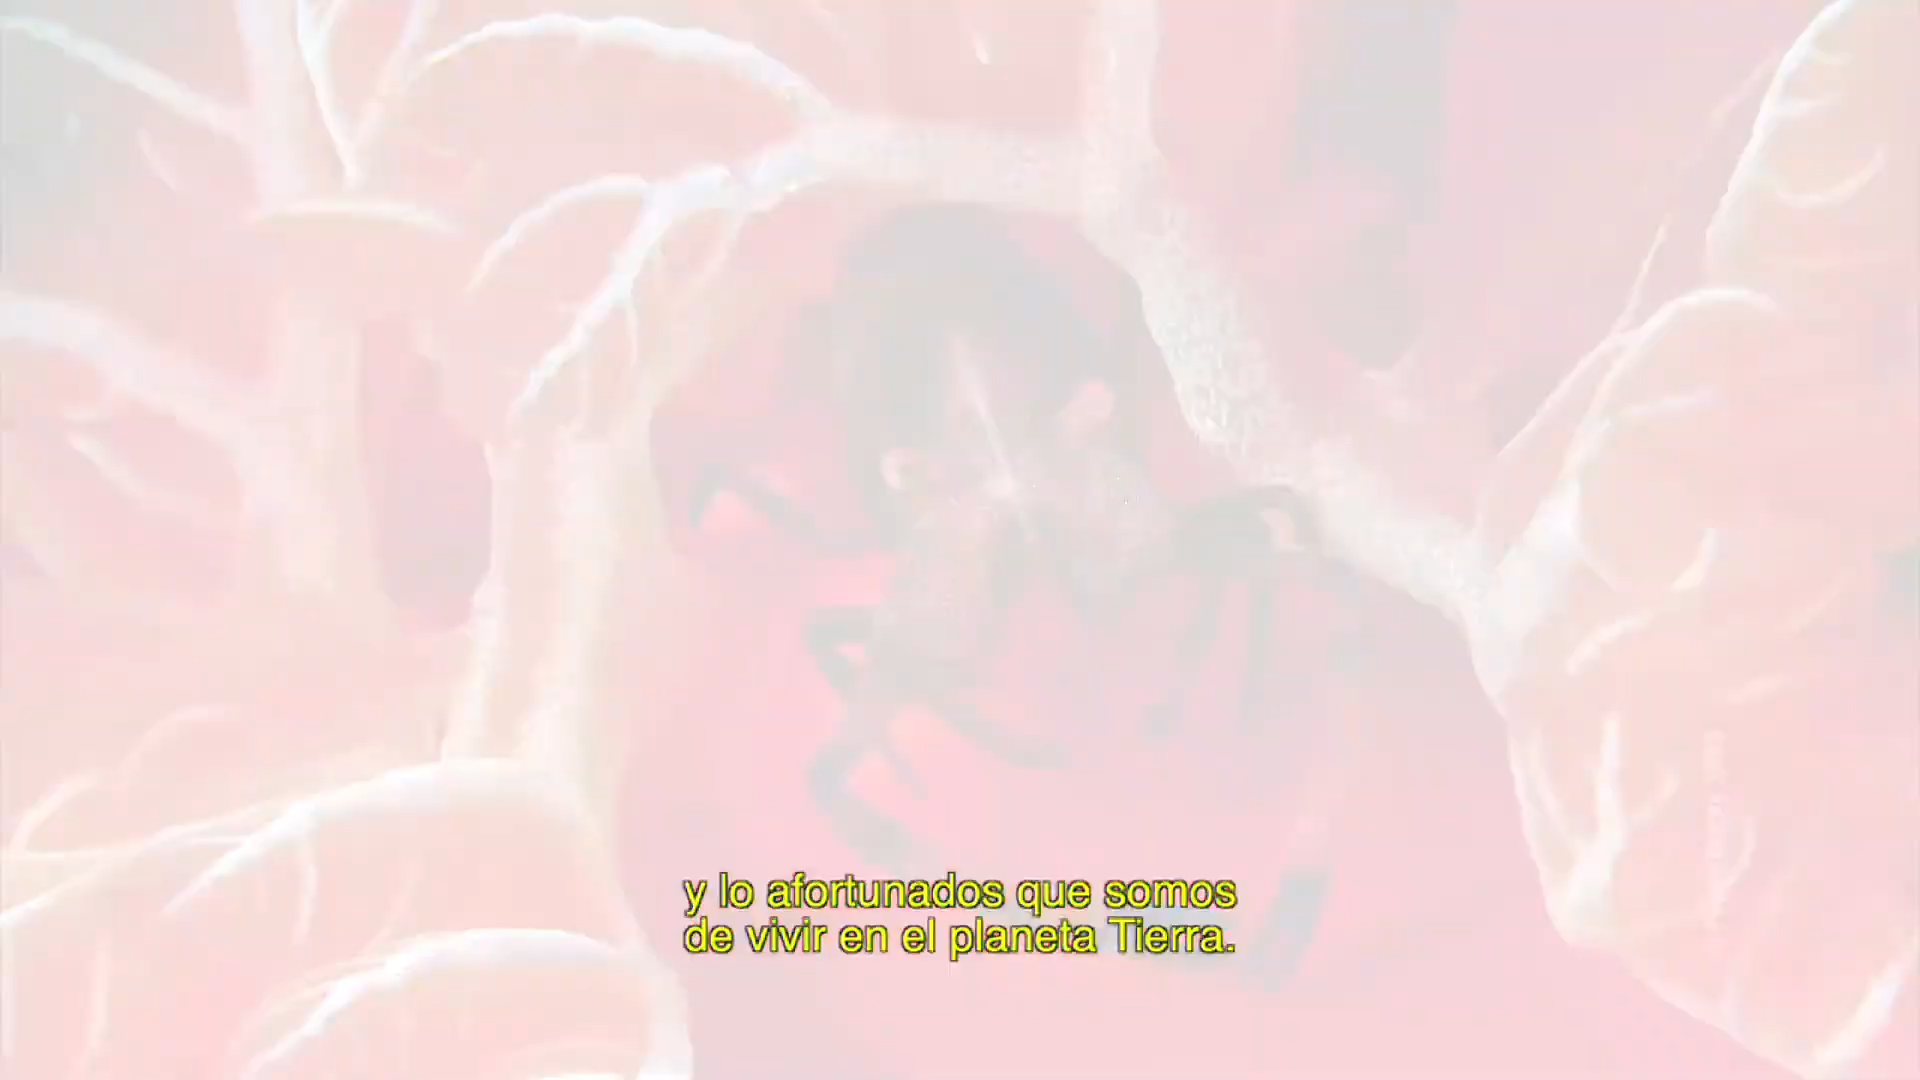 y lo afortunados que somos
de vivir en el planeta Tierra.